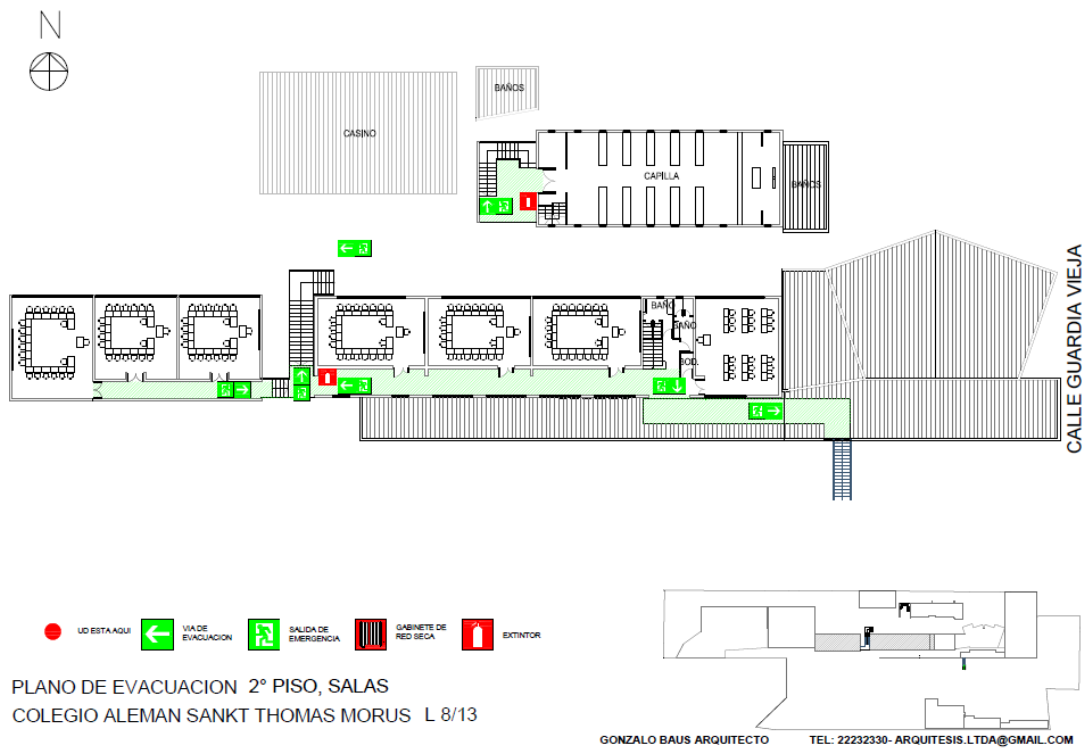 N
BAÑOS
CASINO
CAPILLA
BAÑOS
CALLE GUARDIA VIEJA
BAÑO
BAÑO
BOD.
UD ESTA AQUI
VIA DE
EVACUACION
SALIDA DE
EMERGENCIA
GABINETE DE
RED SECA
EXTINTOR
PLANO DE EVACUACION 2° PISO, SALAS
COLEGIO ALEMAN SANKT THOMAS MORUS L 8/13
GONZALO BAUS ARQUITECTO TEL: 22232330- ARQUITESIS.LTDA@GMAIL.COM